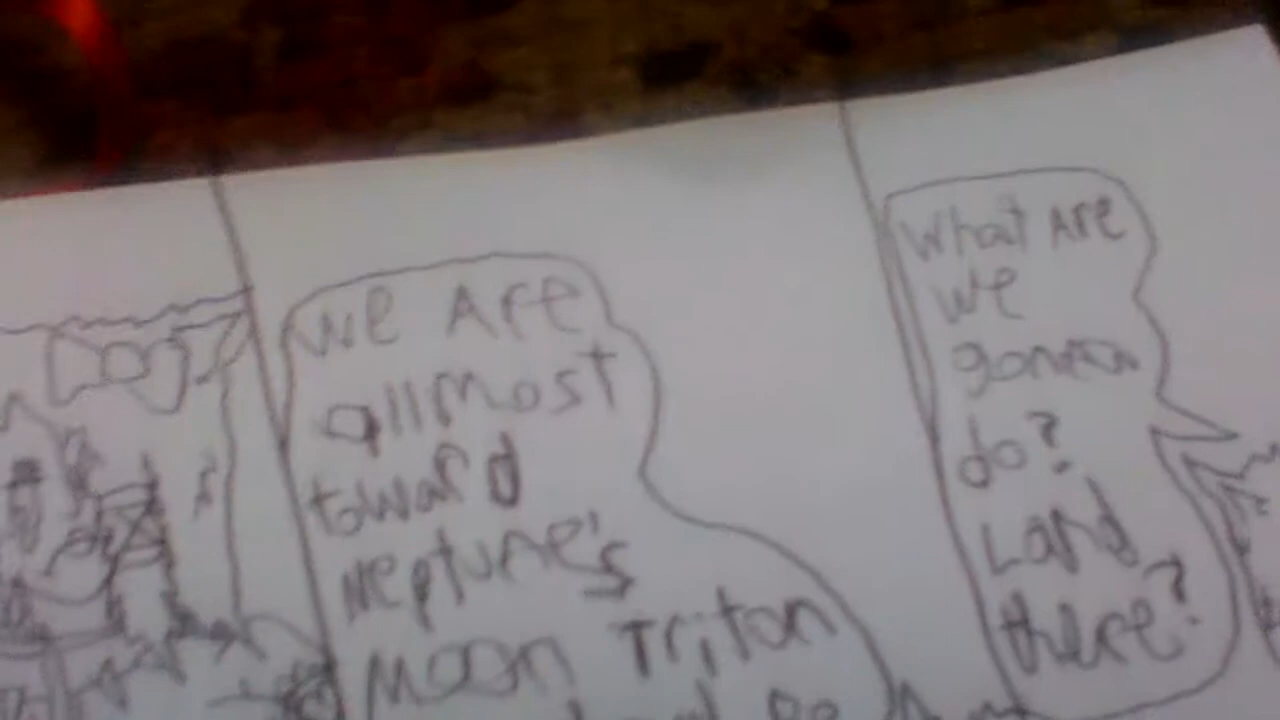 We Are
allmost
toward
Neptune's
Moon Triton
What Are
we
gonna
do?
Land
there?